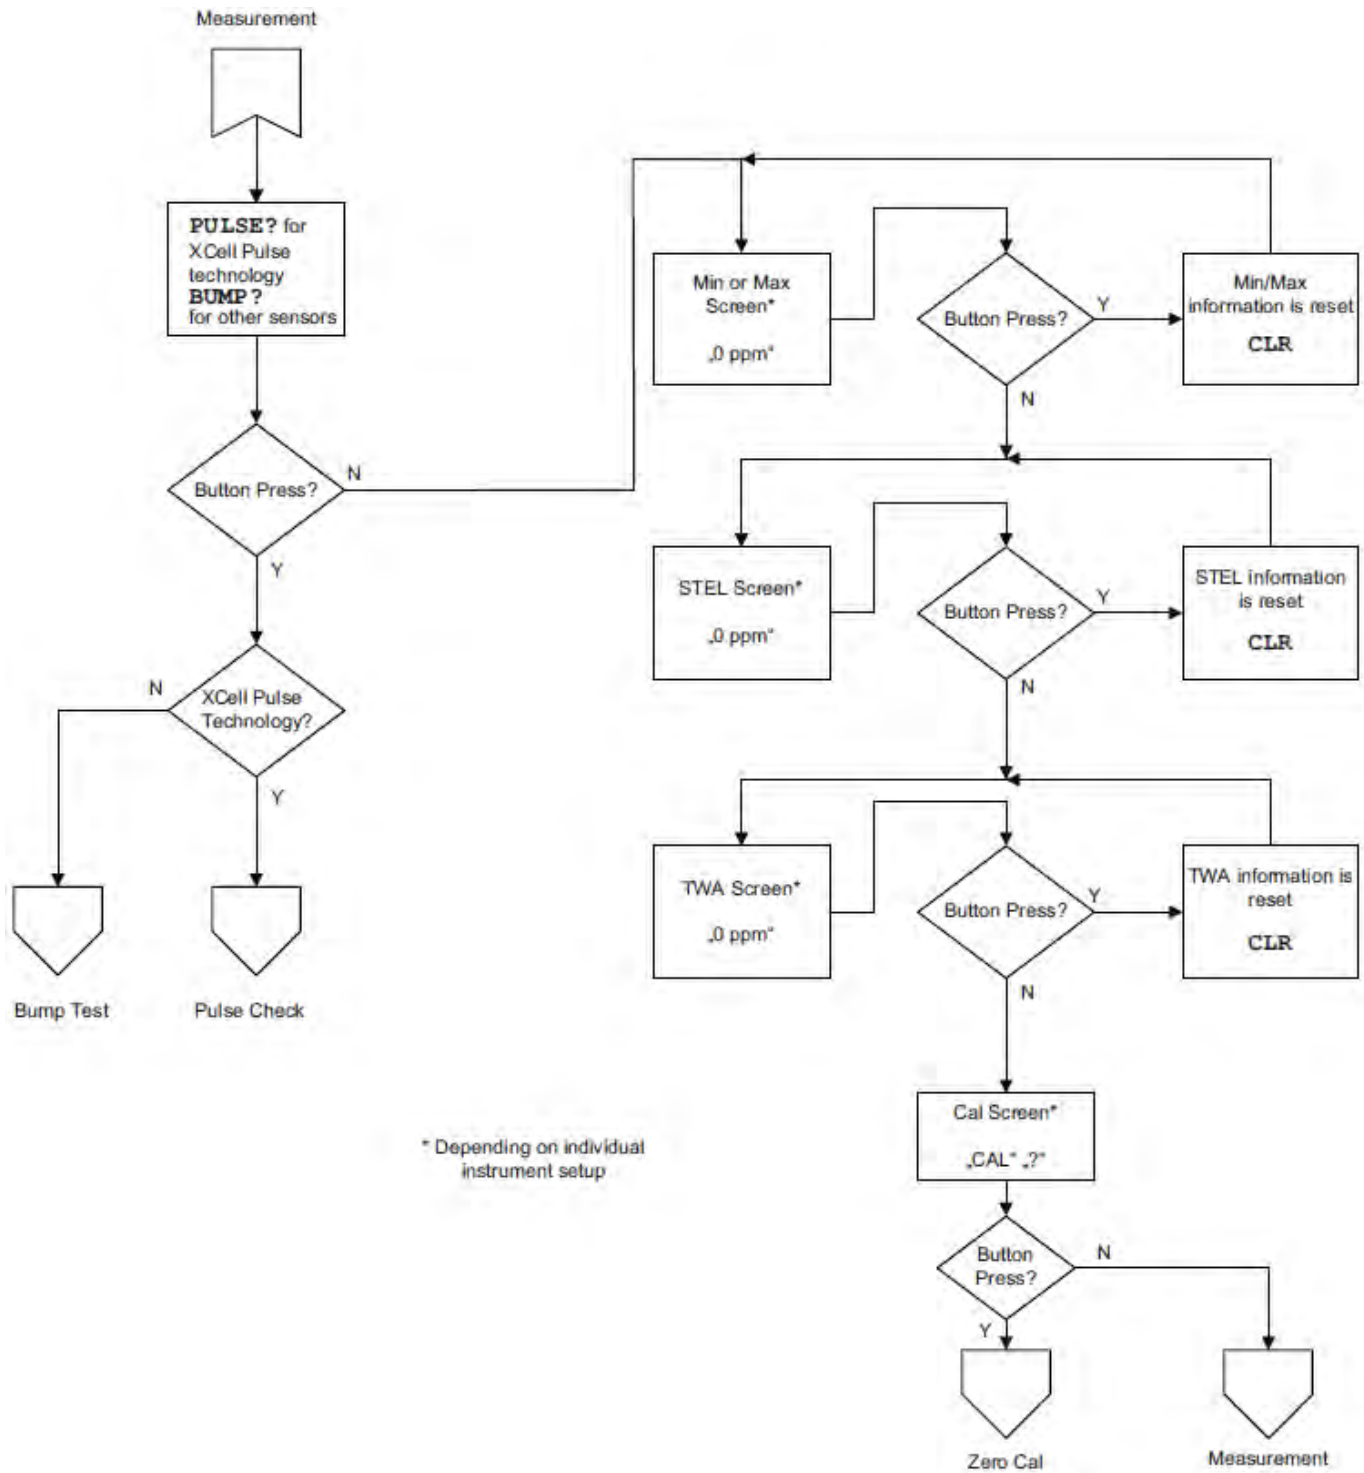 Measurement
PULSE? for
XCell Pulse
technology
BUMP?
for other sensors
Button Press?
N
Y
XCell Pulse
Technology?
N
Y
Bump Test
Pulse Check
Min or Max
Screen*
„0 ppm“
Button Press?
Y
N
Min/Max
information is reset
CLR
STEL Screen*
„0 ppm“
Button Press?
Y
N
STEL information
is reset
CLR
TWA Screen*
„0 ppm“
Button Press?
Y
N
TWA information is
reset
CLR
Cal Screen*
„CAL“ „?“
* Depending on individual
instrument setup
Button
Press?
N
Y
Zero Cal
Measurement